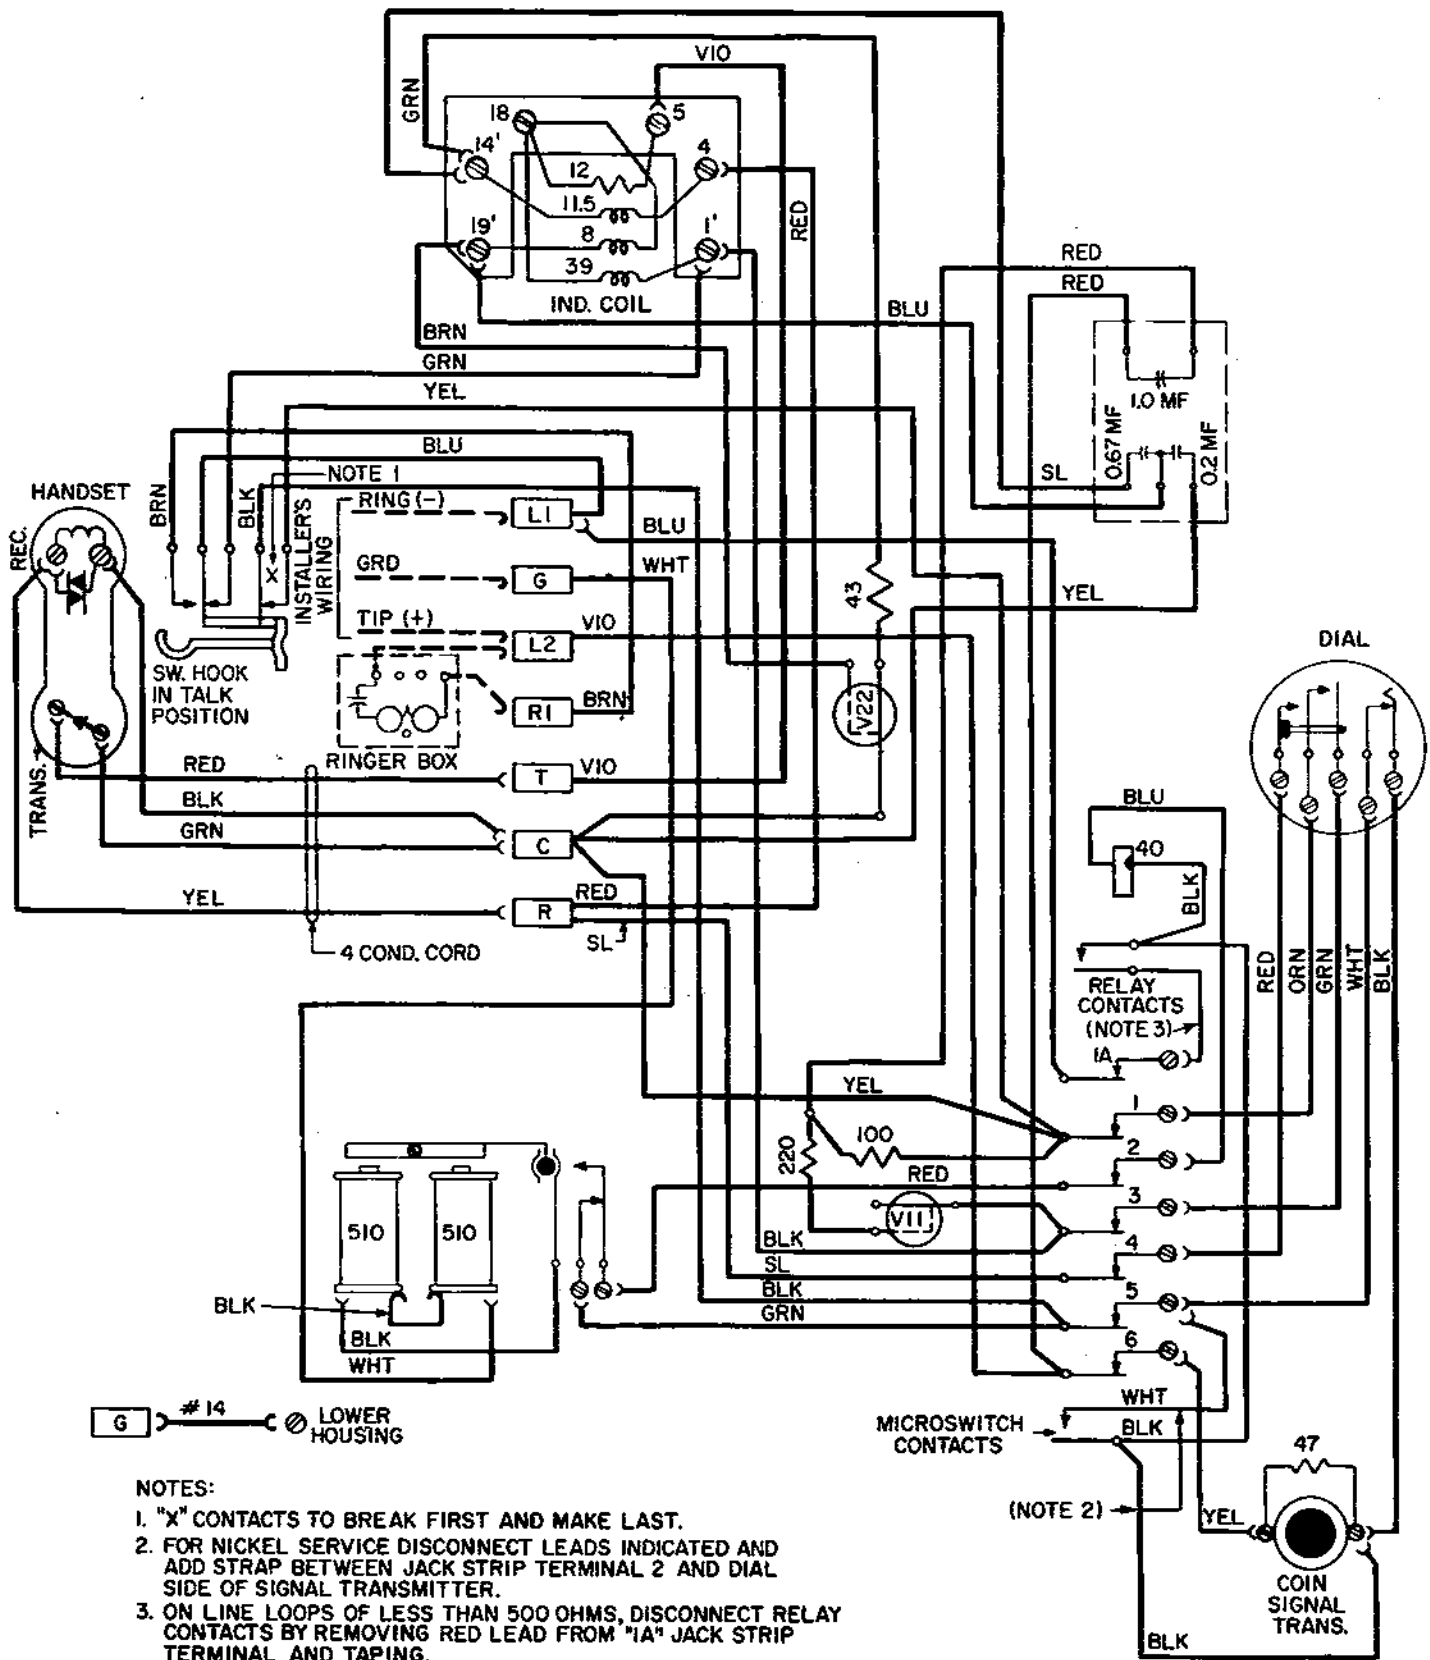 VIO
GRN
18
5
14'
4
12
11.5
RED
19'
8
1'
39
IND. COIL
RED
RED
BLU
BRN
GRN
YEL
1.0 MF
0.67 MF
0.2 MF
BLU
SL
NOTE 1
HANDSET
BRN
BLK
RING (-)
L1
REC.
INSTALLER'S
WIRING
BLU
X
GRD
G
WHT
43
YEL
TIP (+)
L2
VIO
DIAL
SW. HOOK
IN TALK
POSITION
R1
BRN
V22
RINGER BOX
TRANS.
RED
T
VIO
BLK
GRN
C
BLU
40
BLK
YEL
R
RED
SL
4 COND. CORD
RED
ORN
GRN
WHT
BLK
RELAY
CONTACTS
(NOTE 3)
1A
YEL
1
220
100
2
RED
3
510
510
V11
BLK
4
SL
BLK
5
BLK
GRN
BLK
6
WHT
WHT
G
#14
LOWER
HOUSING
MICROSWITCH
CONTACTS
BLK
47
(NOTE 2)
YEL
COIN
SIGNAL
TRANS.
BLK
NOTES:
1. "X" CONTACTS TO BREAK FIRST AND MAKE LAST.
2. FOR NICKEL SERVICE DISCONNECT LEADS INDICATED AND
ADD STRAP BETWEEN JACK STRIP TERMINAL 2 AND DIAL
SIDE OF SIGNAL TRANSMITTER.
3. ON LINE LOOPS OF LESS THAN 500 OHMS, DISCONNECT RELAY
CONTACTS BY REMOVING RED LEAD FROM "1A" JACK STRIP
TERMINAL AND TAPING.